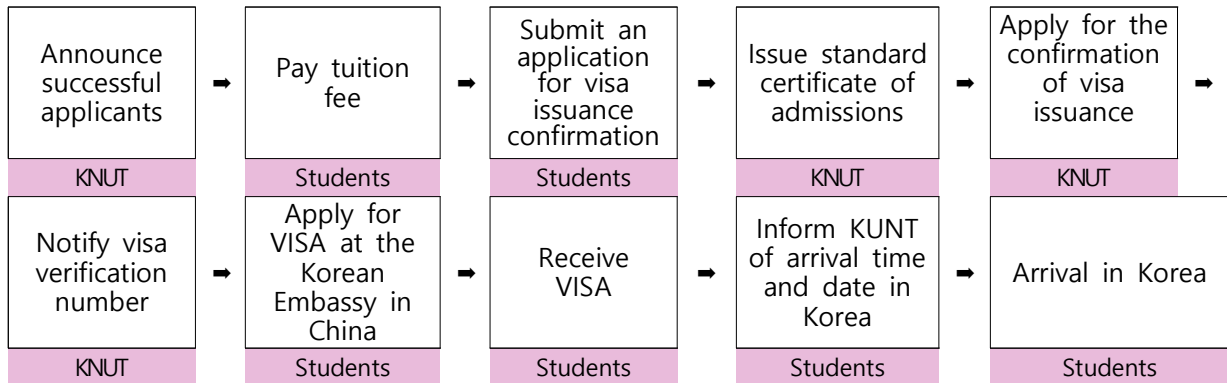 Announce
successful
applicants
➡
Pay tuition
fee
➡
Submit an
application
for visa
issuance
confirmation
➡
Issue standard
certificate of
admissions
➡
Apply for the
confirmation
of visa
issuance
➡
KNUT
Students
Students
KNUT
KNUT
Notify visa
verification
number
➡
Apply for
VISA at the
Korean
Embassy in
China
➡
Receive
VISA
➡
Inform KUNT
of arrival time
and date in
Korea
➡
Arrival in Korea
KNUT
Students
Students
Students
Students